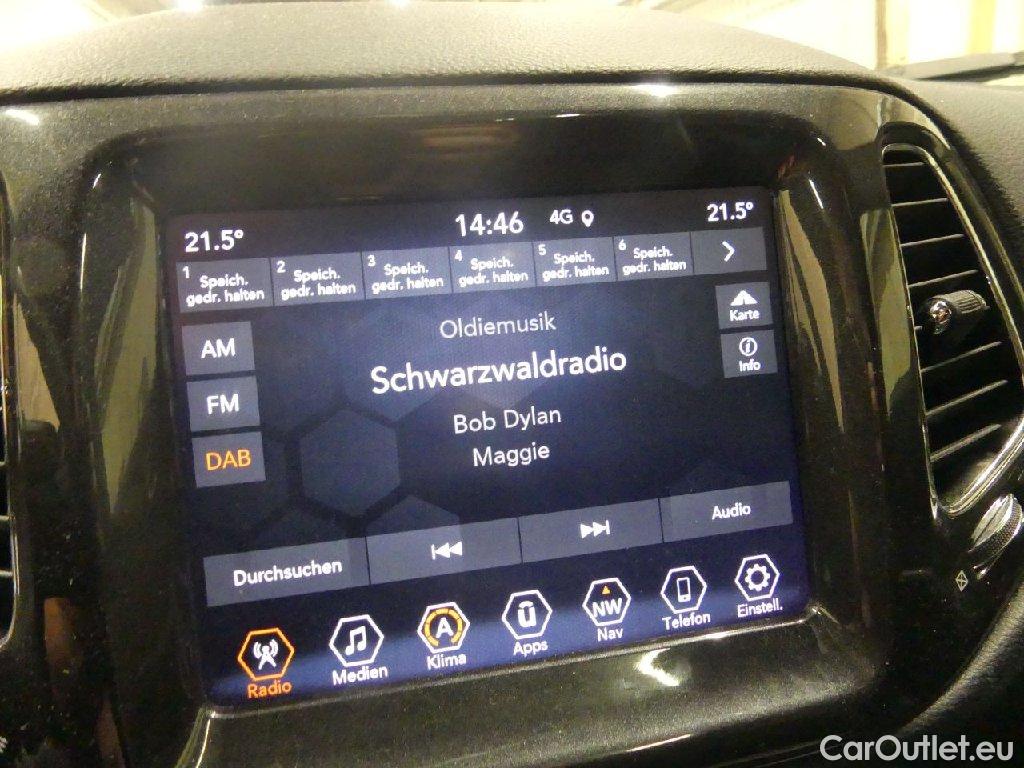 21.5° 14:46 4G 21.5°
1 Speich. gedr. halten
2 Speich. gedr. halten
3 Speich. gedr. halten
4 Speich. gedr. halten
5 Speich. gedr. halten
6 Speich. gedr. halten
Karte
Info
AM
FM
DAB
Oldiemusik
Schwarzwaldradio
Bob Dylan
Maggie
Durchsuchen
Audio
Radio
Medien
A
Klima
ū
Apps
NW
Nav
Telefon
Einstell.
CarOutlet.eu